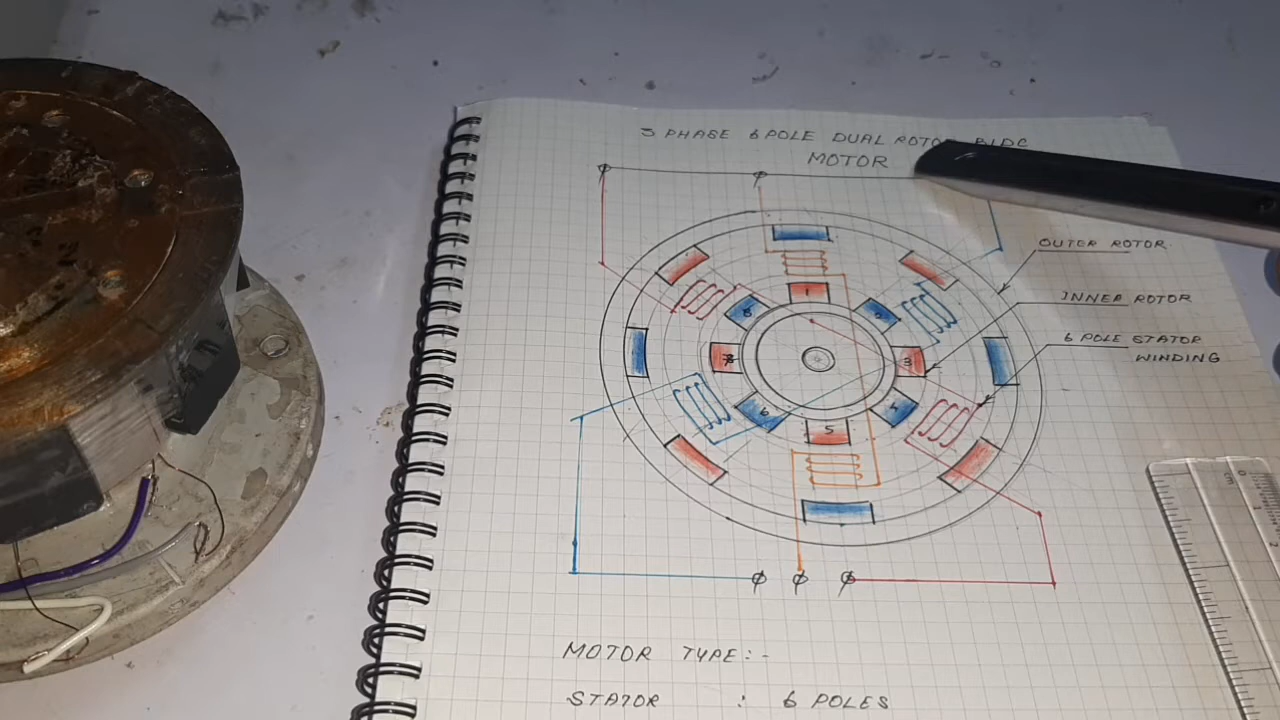 3 PHASE 6 POLE DUAL ROTOR BLDC
MOTOR
OUTER ROTOR
INNER ROTOR
6 POLE STATOR
WINDING
1
8
3
7
4
6
5
MOTOR TYPE:-
STATOR : 6 POLES